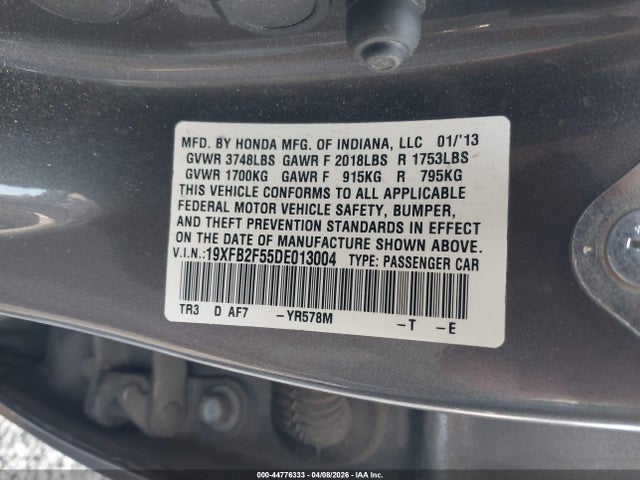 MFD. BY HONDA MFG. OF INDIANA, LLC 01/'13
GVWR 3748LBS GAWR F 2018LBS R 1753LBS
GVWR 1700KG GAWR F 915KG R 795KG
THIS VEHICLE CONFORMS TO ALL APPLICABLE
FEDERAL MOTOR VEHICLE SAFETY, BUMPER,
AND THEFT PREVENTION STANDARDS IN EFFECT
ON THE DATE OF MANUFACTURE SHOWN ABOVE.
V.I.N.:19XFB2F55DE013004 TYPE: PASSENGER CAR
TR3 D AF7 -YR578M -T -E
000-44776333 | 04/08/2026 | IAA Inc.